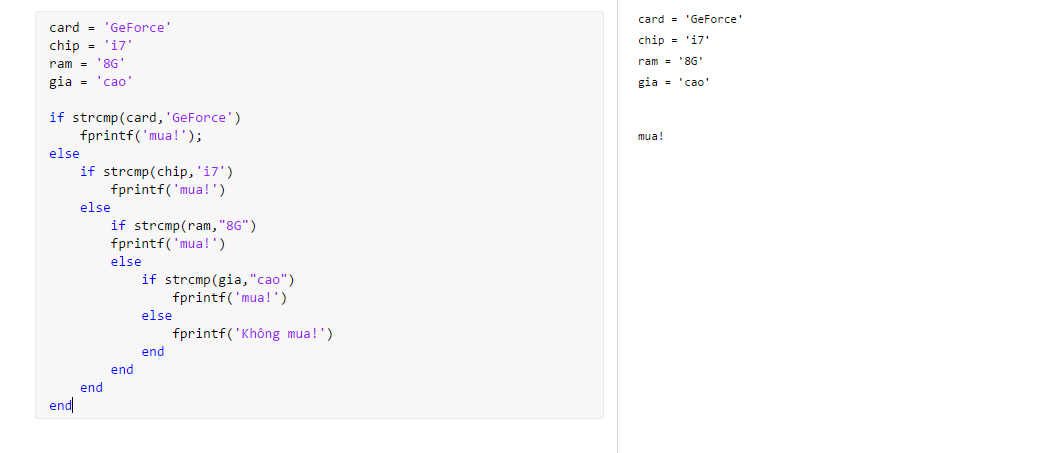 card = 'GeForce'
chip = 'i7'
ram = '8G'
gia = 'cao'

if strcmp(card,'GeForce')
    fprintf('mua!');
else
    if strcmp(chip,'i7')
        fprintf('mua!')
    else
        if strcmp(ram,"8G")
        fprintf('mua!')
        else
            if strcmp(gia,"cao")
                fprintf('mua!')
            else
                fprintf('Không mua!')
            end
        end
    end
end
card = 'GeForce'
chip = 'i7'
ram = '8G'
gia = 'cao'
mua!